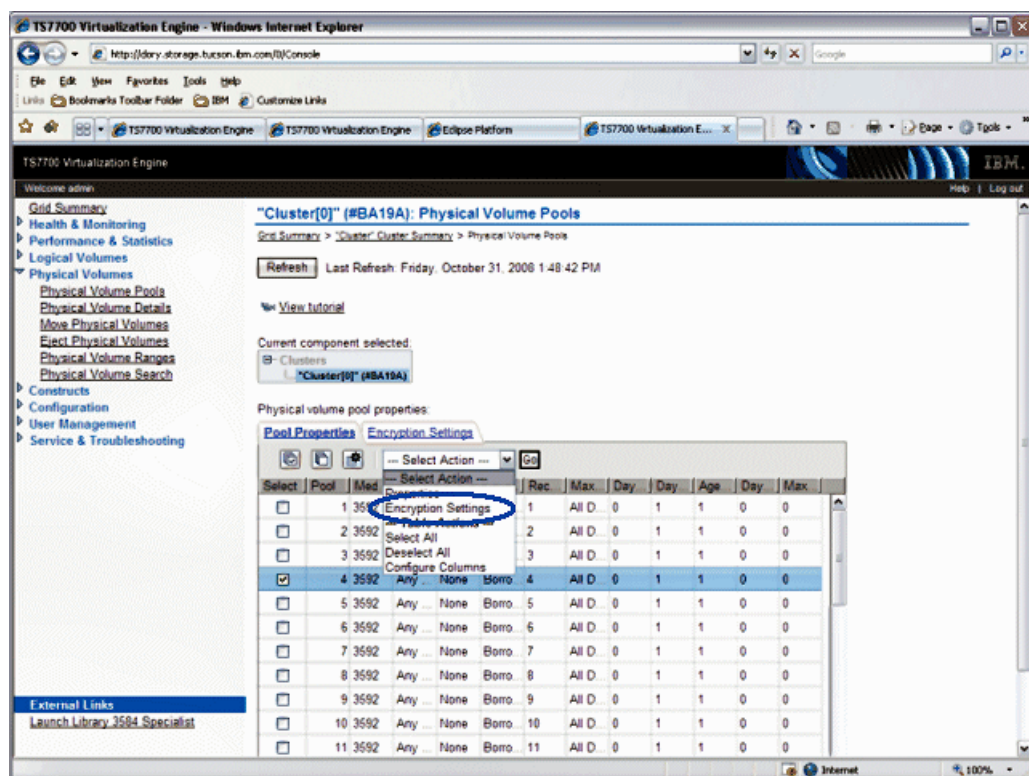 TS7700 Virtualization Engine - Windows Internet Explorer
http://dory.storage.tucson.ibm.com/0/Console
Google
File Edit View Favorites Tools Help
Links Bookmarks Toolbar Folder IBM Customize Links
TS7700 Virtualization Engine TS7700 Virtualization Engine Eclipse Platform TS7700 Virtualization E... Page Tools
TS7700 Virtualization Engine IBM.
Welcome admin Help | Log out
Grid Summary
Health & Monitoring
Performance & Statistics
Logical Volumes
Physical Volumes
Physical Volume Pools
Physical Volume Details
Move Physical Volumes
Eject Physical Volumes
Physical Volume Ranges
Physical Volume Search
Constructs
Configuration
User Management
Service & Troubleshooting
External Links
Launch Library 3584 Specialist
"Cluster[0]" (#BA19A): Physical Volume Pools
Grid Summary > "Cluster" Cluster Summary > Physical Volume Pools
Refresh Last Refresh: Friday, October 31, 2008 1:48:42 PM
View tutorial
Current component selected:
Clusters
"Cluster[0]" (#BA19A)
Physical volume pool properties:
Pool Properties Encryption Settings
--- Select Action --- Go
--- Select Action ---
Properties
Encryption Settings
--- Table Actions ---
Select All
Deselect All
Configure Columns
Select Pool Med Rec... Max... Day... Day... Age... Day... Max...
1 3592 1 All D... 0 1 1 0 0
2 3592 2 All D... 0 1 1 0 0
3 3592 3 All D... 0 1 1 0 0
4 3592 Any ... None Borro... 4 All D... 0 1 1 0 0
5 3592 Any ... None Borro... 5 All D... 0 1 1 0 0
6 3592 Any ... None Borro... 6 All D... 0 1 1 0 0
7 3592 Any ... None Borro... 7 All D... 0 1 1 0 0
8 3592 Any ... None Borro... 8 All D... 0 1 1 0 0
9 3592 Any ... None Borro... 9 All D... 0 1 1 0 0
10 3592 Any ... None Borro... 10 All D... 0 1 1 0 0
11 3592 Any ... None Borro... 11 All D... 0 1 1 0 0
Internet 100%